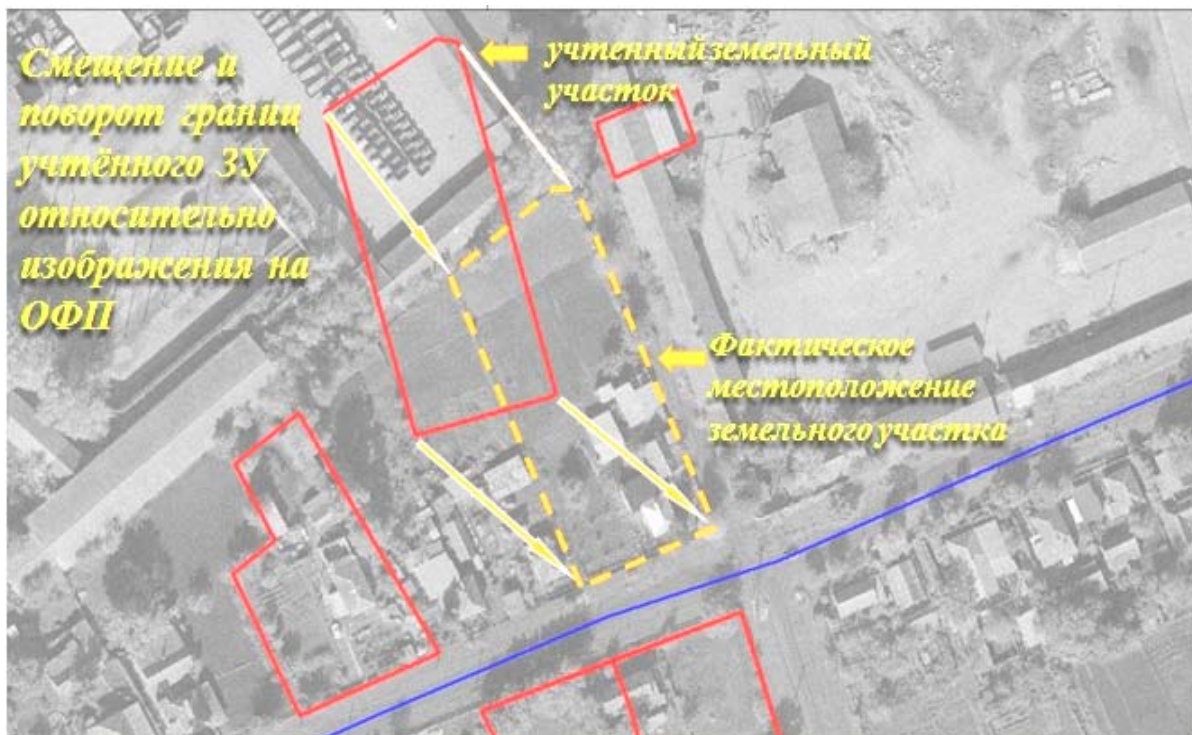 Смещение и
поворот границ
учтённого ЗУ
относительно
изображения на
ОФП
учтенный земельный
участок
Фактическое
местоположение
земельного участка